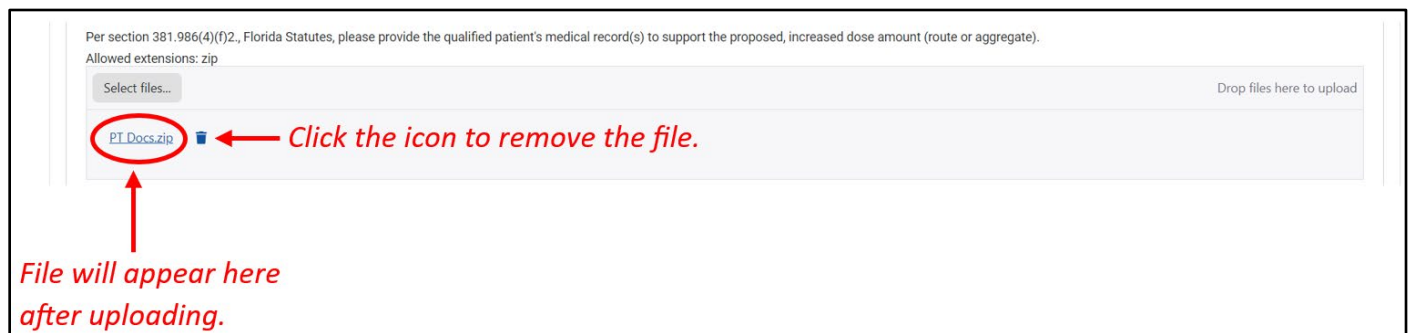 Per section 381.986(4)(f)2., Florida Statutes, please provide the qualified patient's medical record(s) to support the proposed, increased dose amount (route or aggregate).
Allowed extensions: zip
Select files...
Drop files here to upload
PT Docs.zip
Click the icon to remove the file.
File will appear here
after uploading.